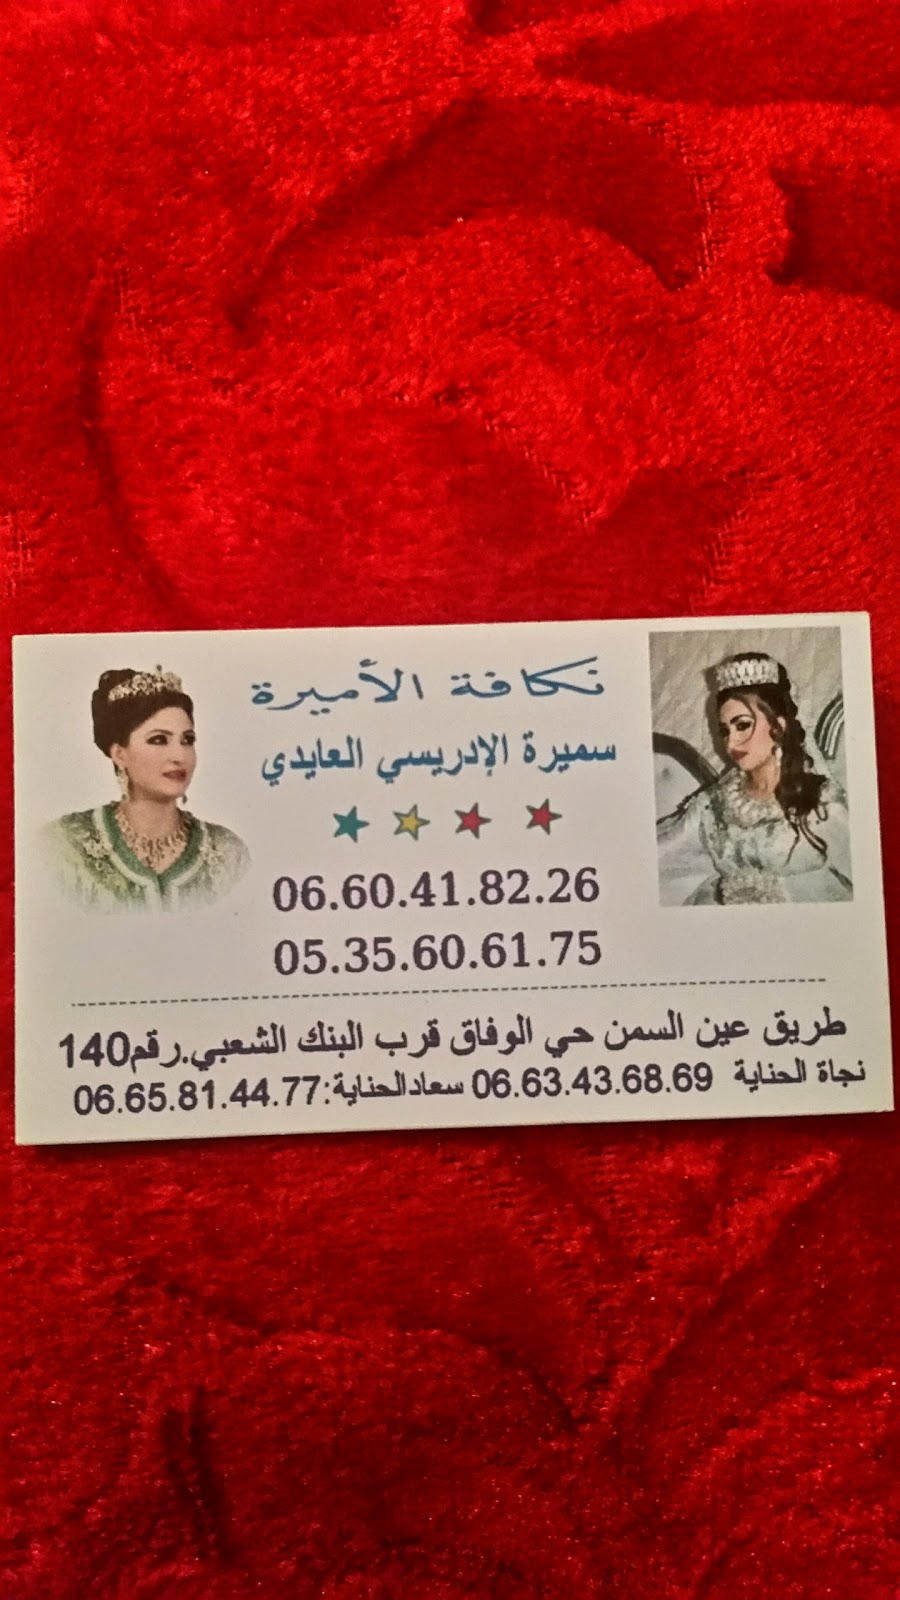 نكافة الأميرة
سميرة الإدريسي العايدي
06.60.41.82.26
05.35.60.61.75
طريق عين السمن حي الوفاق قرب البنك الشعبي.رقم140
نجاة الحناية 06.63.43.68.69 سعادالحناية:06.65.81.44.77